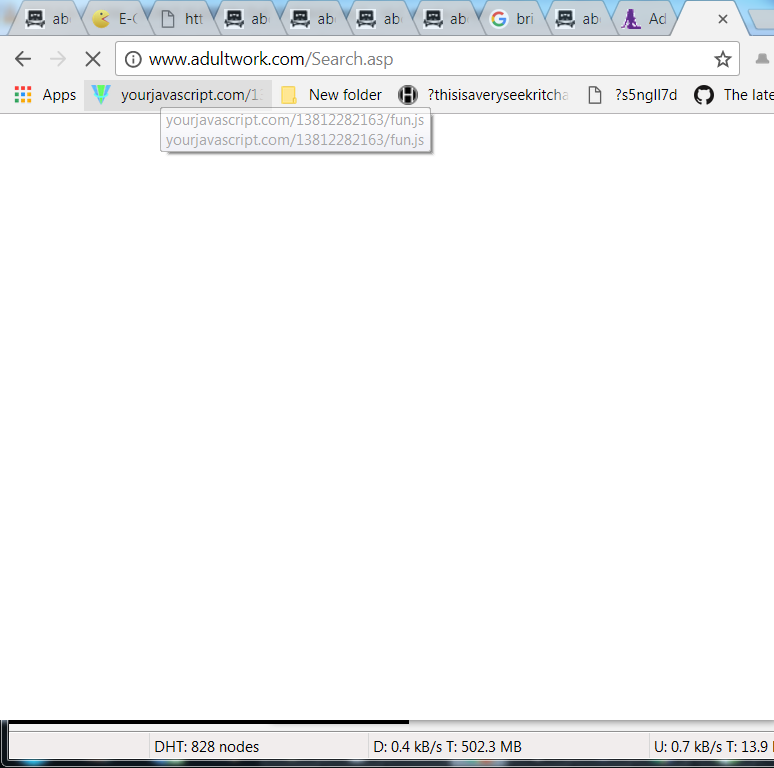 ab E-C htt ab ab ab ab bri ab Ad
www.adultwork.com/Search.asp
Apps yourjavascript.com/13 New folder ?thisisaveryseekritcha ?s5ngll7d The late
yourjavascript.com/13812282163/fun.js
yourjavascript.com/13812282163/fun.js
DHT: 828 nodes D: 0.4 kB/s T: 502.3 MB U: 0.7 kB/s T: 13.9